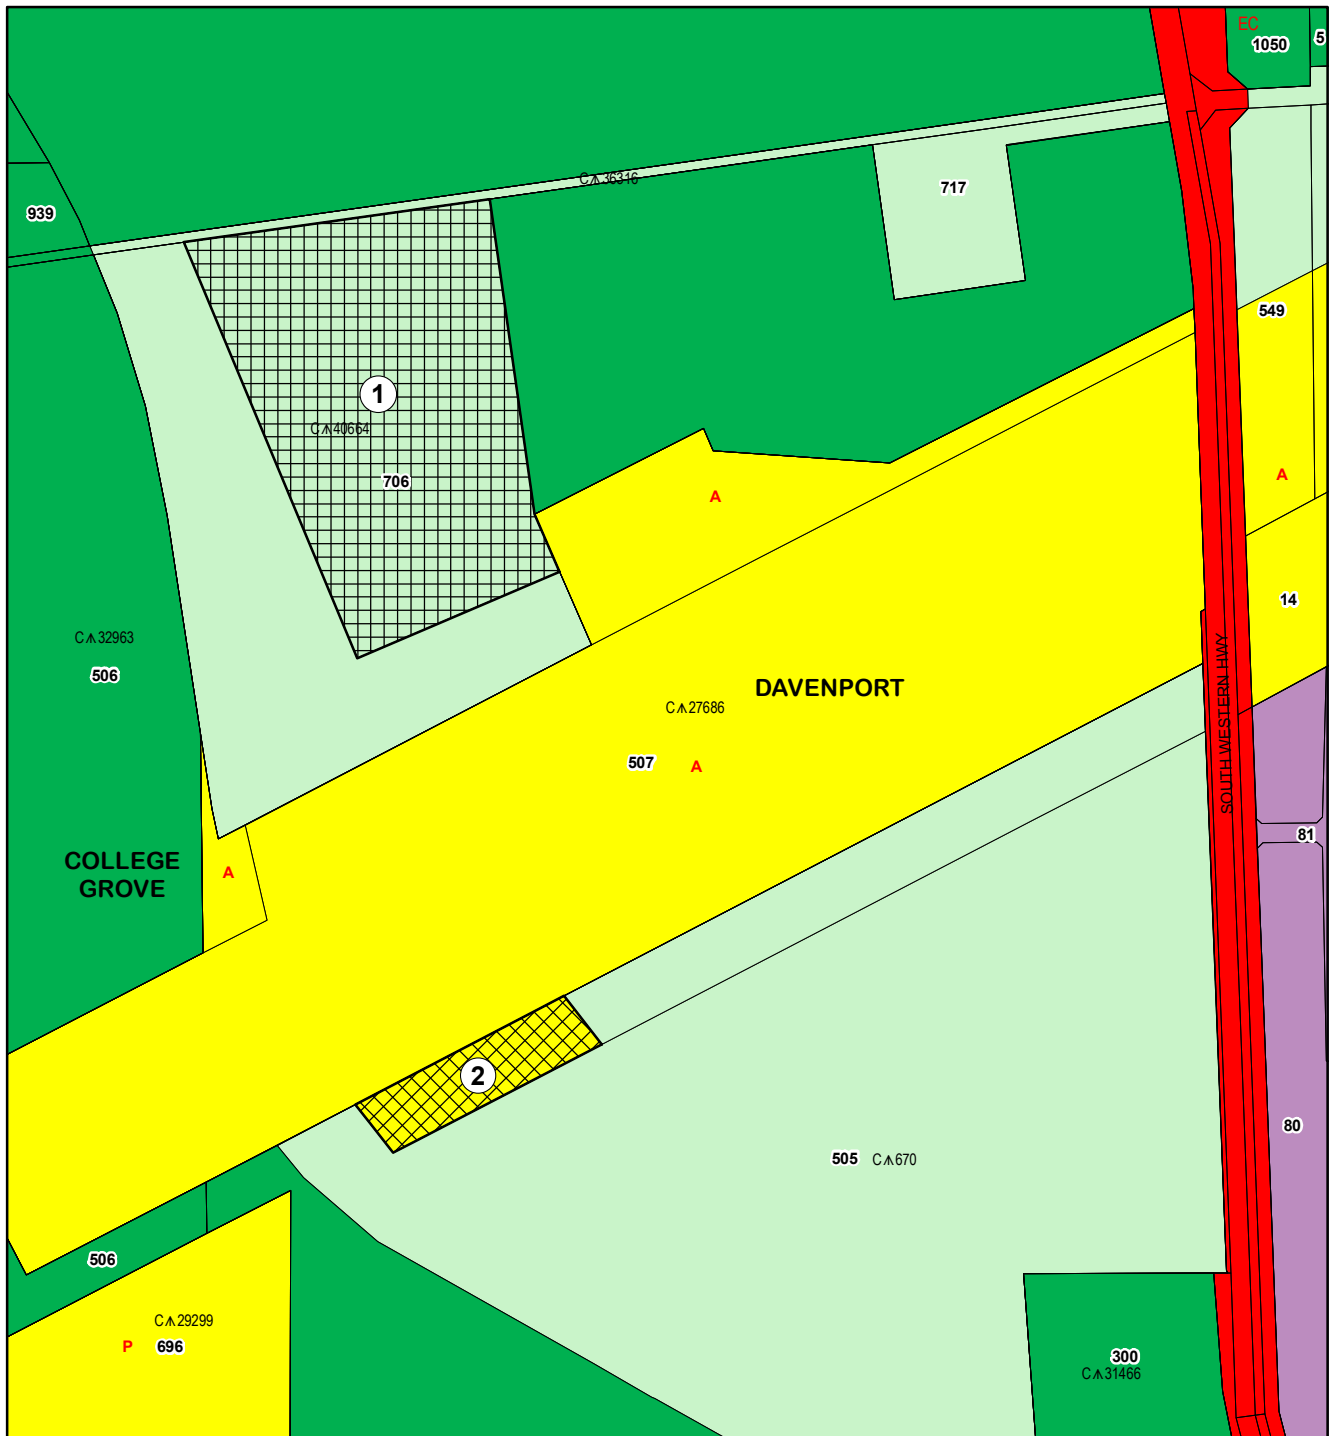 EC
1050
5
C 36316
717
939
549
1
C 40664
706
A
A
14
C 32963
506
DAVENPORT
C 27686
507
A
SOUTH WESTERN HWY
81
COLLEGE
GROVE
A
2
80
505 C 670
506
C 29299
P 696
300
C 31466